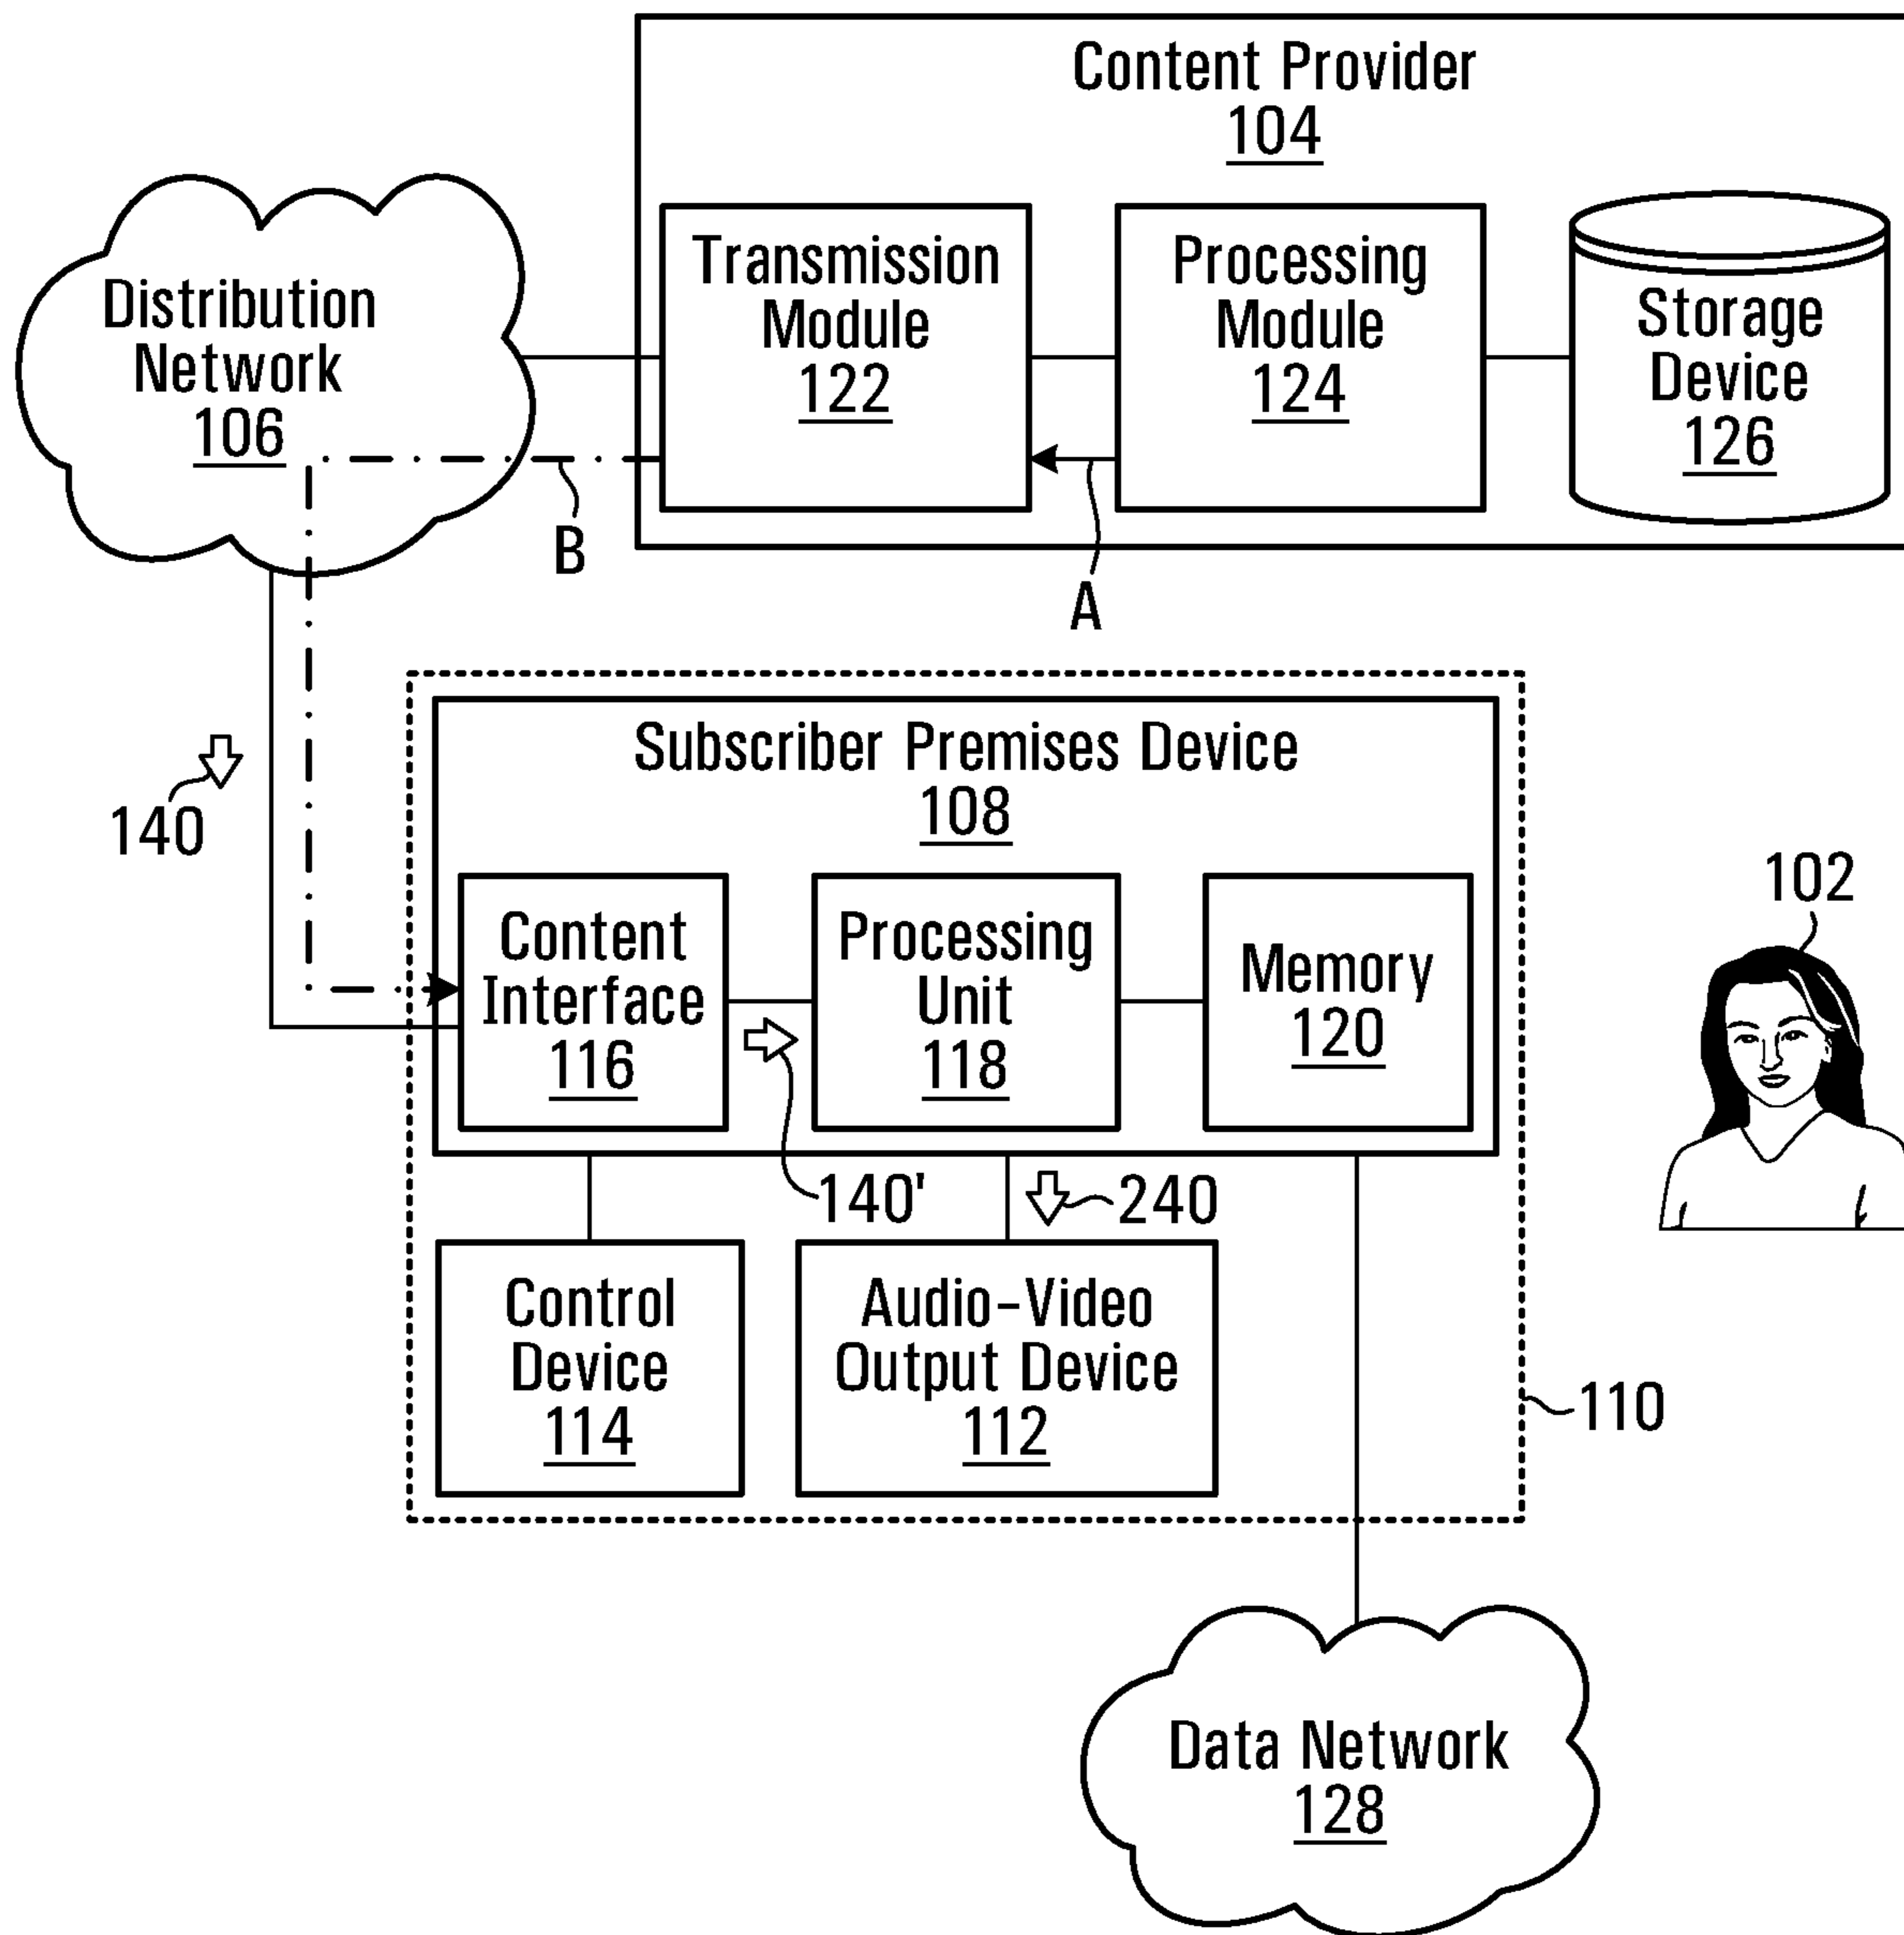 Content Provider
104
Distribution
Network
106
Transmission
Module
122
Processing
Module
124
Storage
Device
126
B
A
140
Subscriber Premises Device
108
Content
Interface
116
Processing
Unit
118
Memory
120
102
140'
240
Control
Device
114
Audio-Video
Output Device
112
110
Data Network
128